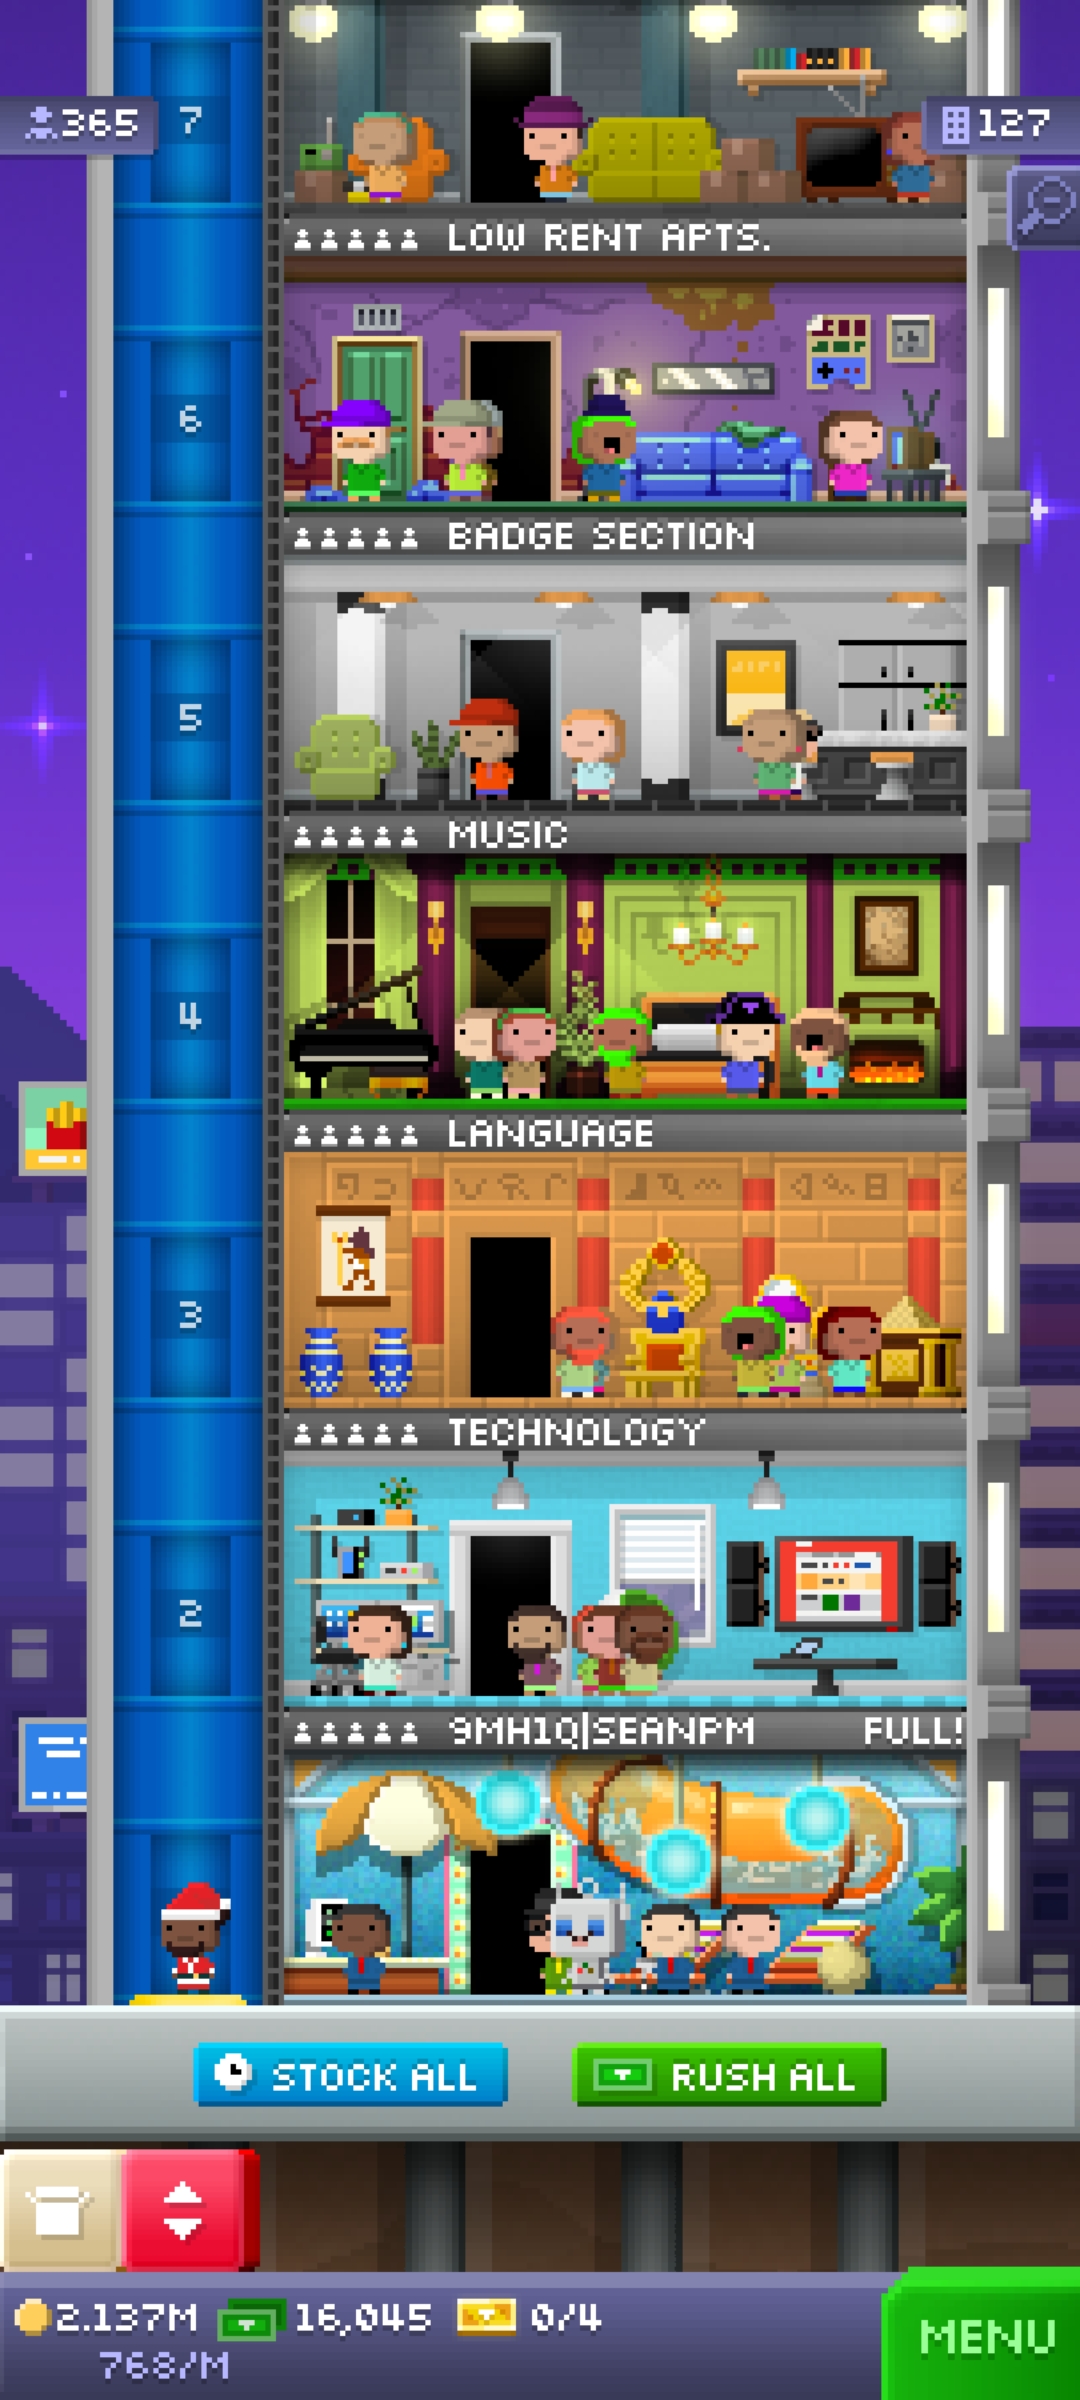 365
7
127
LOW RENT APTS.
6
BADGE SECTION
5
MUSIC
4
LANGUAGE
3
TECHNOLOGY
2
9MH1Q|SEANPM FULL!
STOCK ALL
RUSH ALL
2.137M 16,045 0/4
768/M
MENU